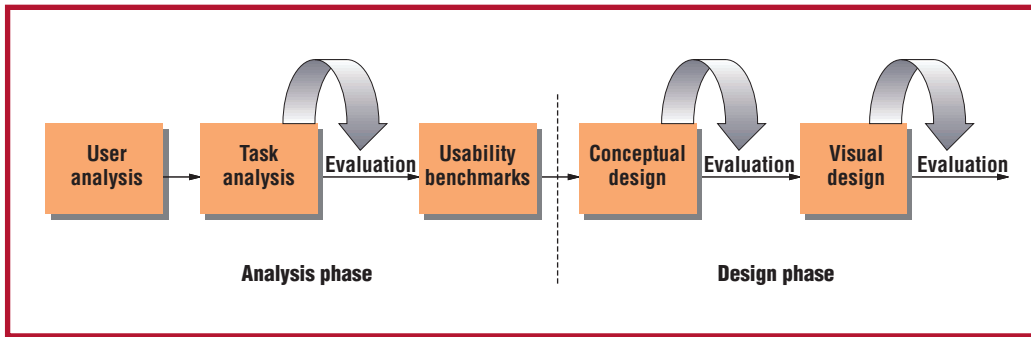 User
analysis
Task
analysis
Evaluation
Usability
benchmarks
Conceptual
design
Evaluation
Visual
design
Evaluation
Analysis phase
Design phase